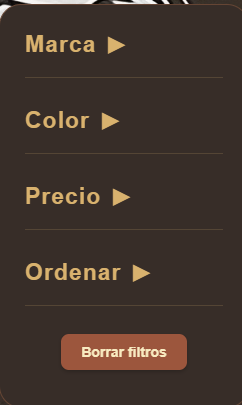 Marca ▶
Color ▶
Precio ▶
Ordenar ▶
Borrar filtros